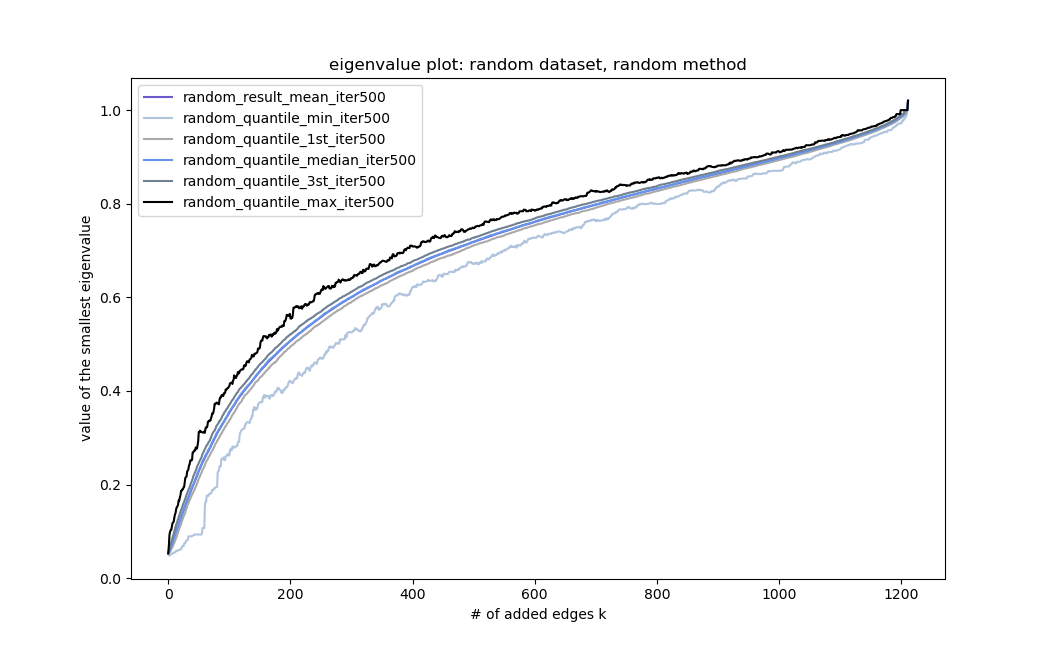 eigenvalue plot: random dataset, random method
random_result_mean_iter500
random_quantile_min_iter500
random_quantile_1st_iter500
random_quantile_median_iter500
random_quantile_3st_iter500
random_quantile_max_iter500
value of the smallest eigenvalue
1.0
0.8
0.6
0.4
0.2
0.0
0 200 400 600 800 1000 1200
# of added edges k